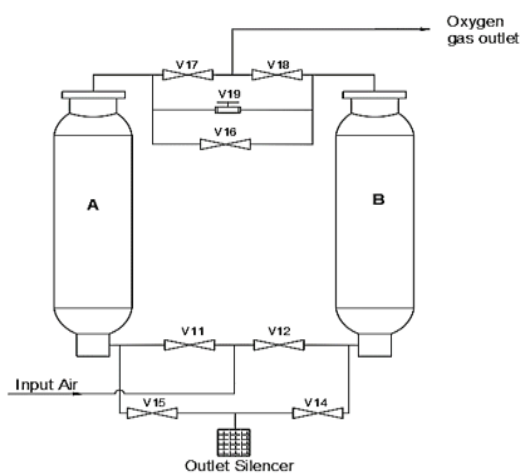 Oxygen
gas outlet
V17
V18
V19
V16
A
B
V11
V12
Input Air
V15
V14
Outlet Silencer